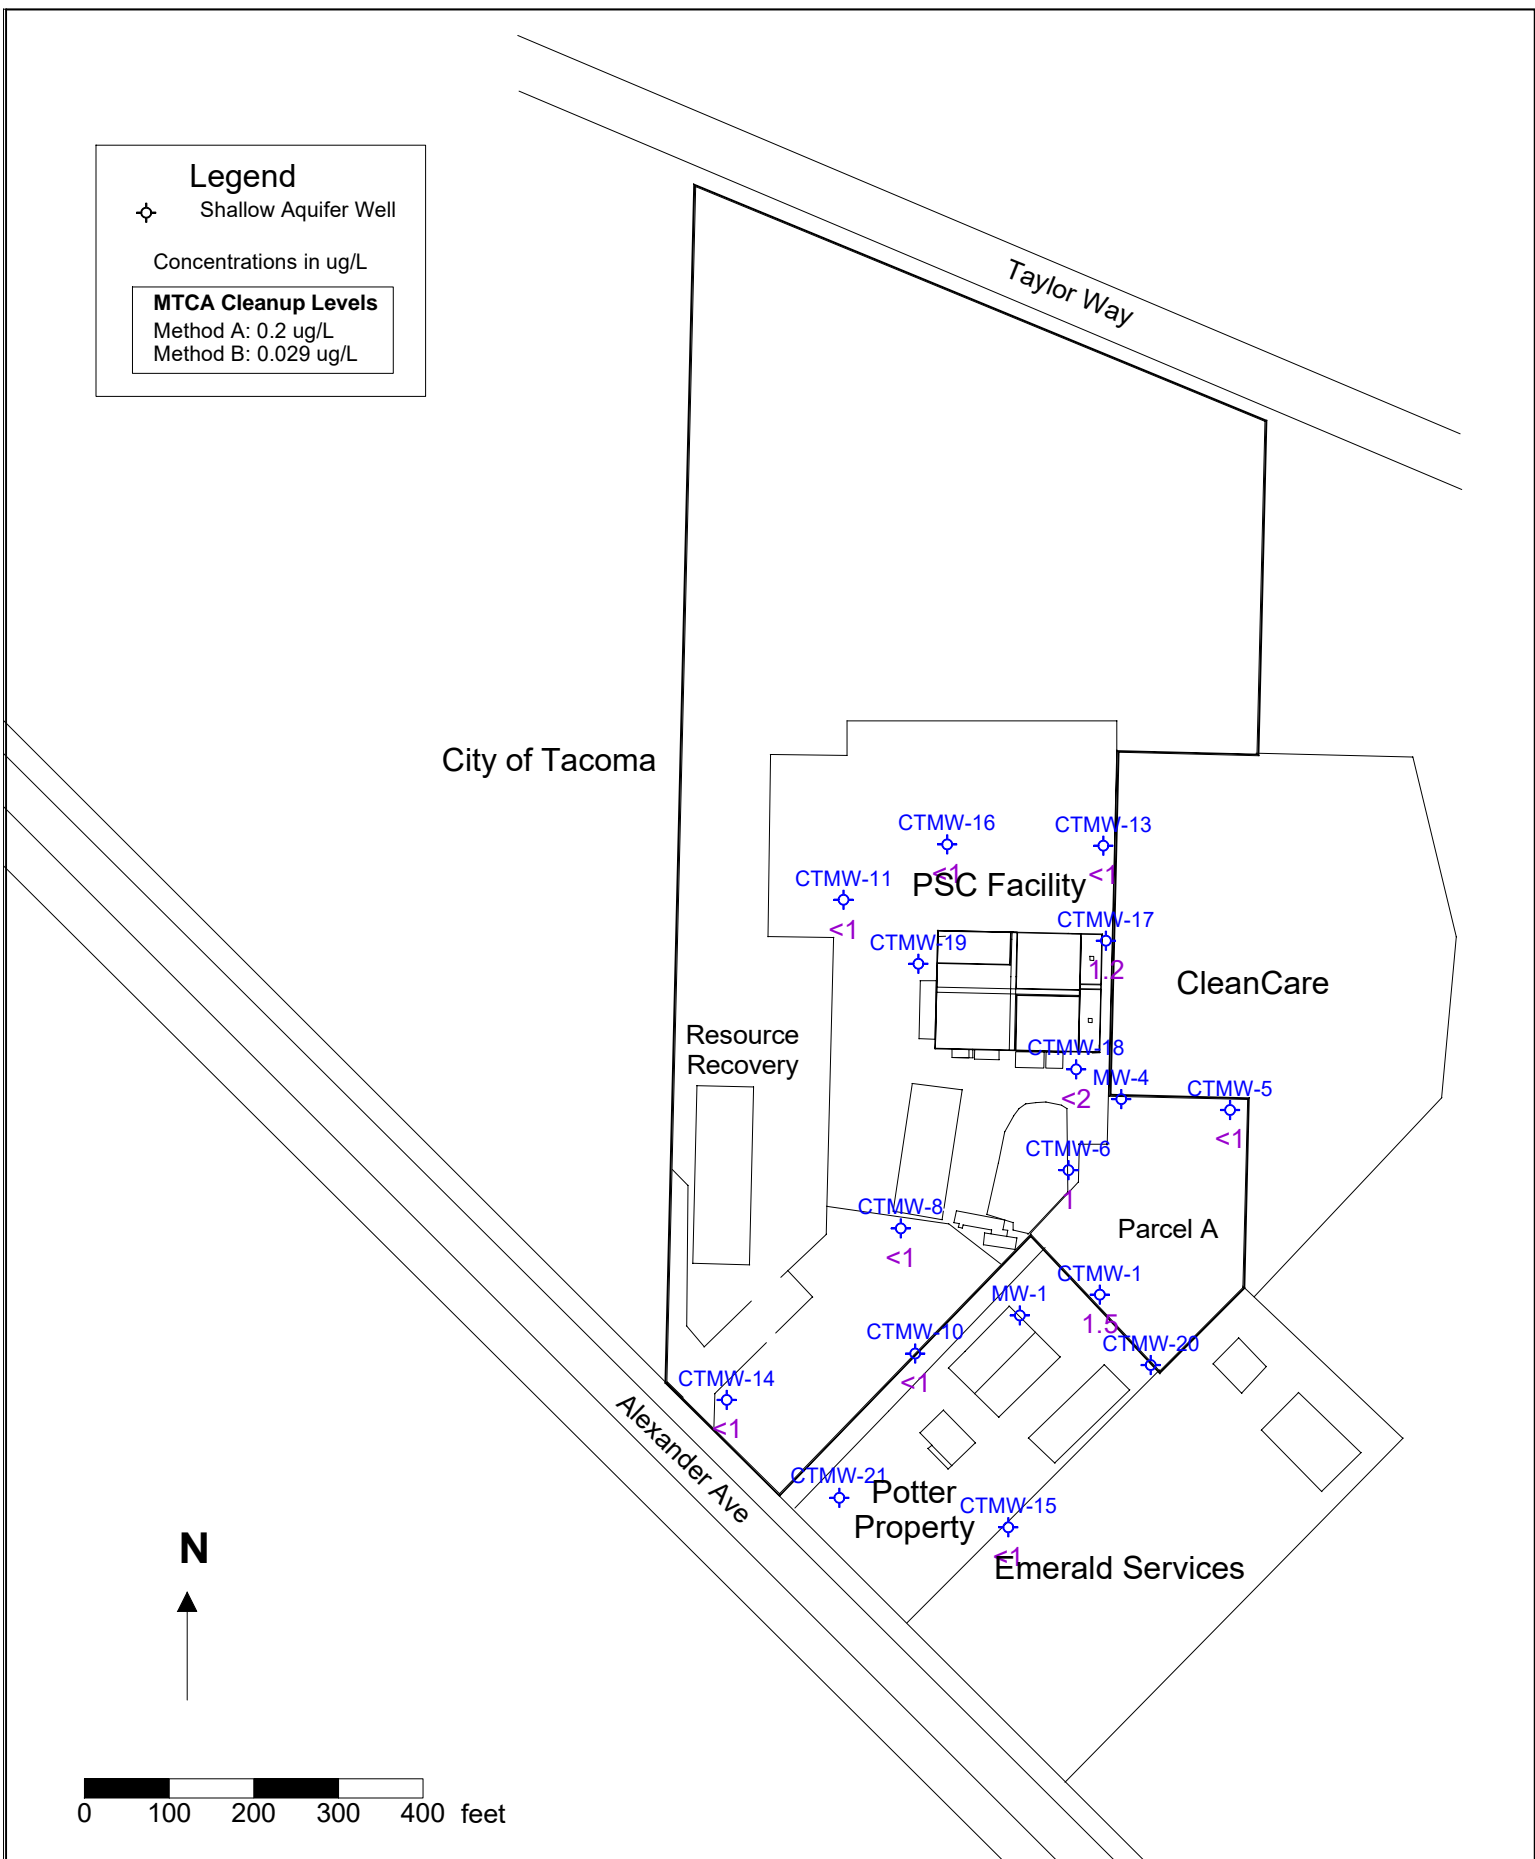 Legend
Shallow Aquifer Well
Concentrations in ug/L
MTCA Cleanup Levels
Method A: 0.2 ug/L
Method B: 0.029 ug/L
Taylor Way
City of Tacoma
CTMW-16
<1
CTMW-13
<1
CTMW-11
<1
PSC Facility
CTMW-17
1.2
CTMW-19
CleanCare
Resource
Recovery
CTMW-18
<2
MW-4
CTMW-5
<1
CTMW-6
1
CTMW-8
<1
Parcel A
CTMW-1
1.5
MW-1
CTMW-10
<1
CTMW-20
CTMW-14
<1
Alexander Ave
CTMW-21
Potter
Property
CTMW-15
<1
Emerald Services
N
0 100 200 300 400 feet